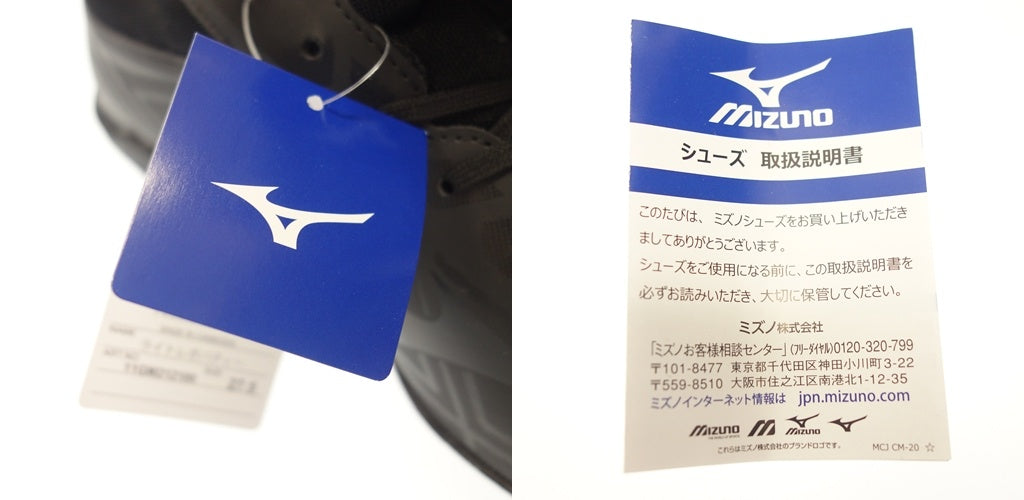 MIZUNO
シューズ 取扱説明書
このたびは、ミズノシューズをお買い上げいただき
ましてありがとうございます。
シューズをご使用になる前に、この取扱説明書を
必ずお読みいただき、大切に保管してください。
ミズノ株式会社
「ミズノお客様相談センター」(フリーダイヤル)0120-320-799
〒101-8477 東京都千代田区神田小川町3-22
〒559-8510 大阪市住之江区南港北1-12-35
ミズノインターネット情報は jpn.mizuno.com
MIZUNO
MIZUNO
これらはミズノ株式会社のブランドロゴです。
MCJ CM-20 ☆